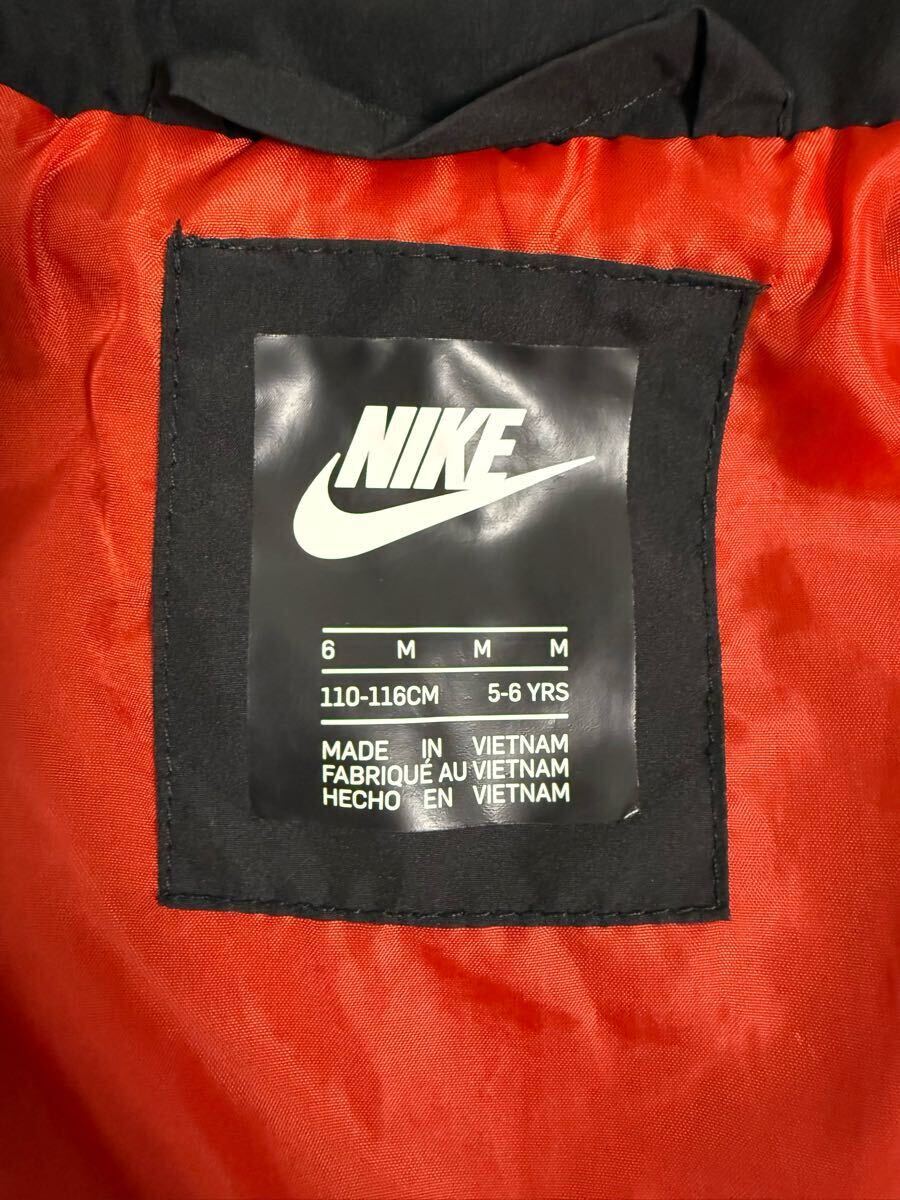 NIKE
6 M M M
110-116CM 5-6 YRS
MADE IN VIETNAM
FABRIQUÉ AU VIETNAM
HECHO EN VIETNAM